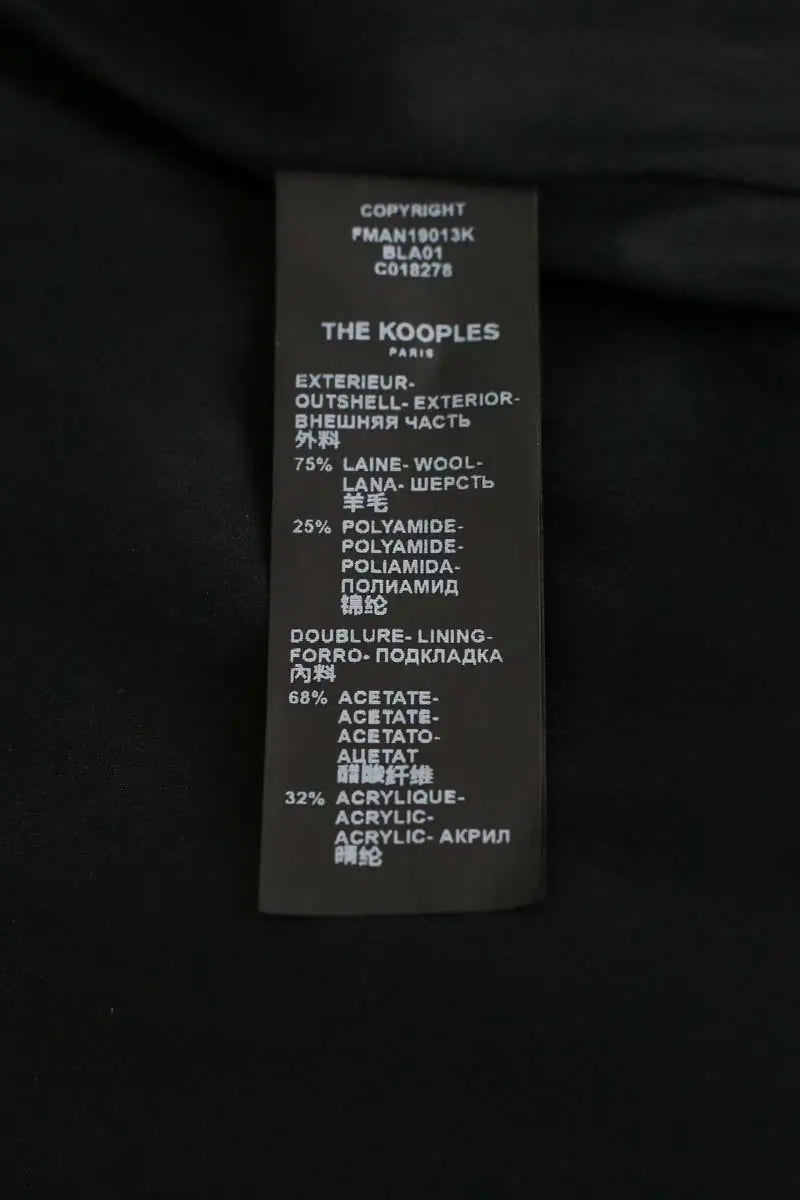 COPYRIGHT
FMAN19013K
BLA01
C018278
THE KOOPLES
PARIS
EXTERIEUR-
OUTSHELL- EXTERIOR-
ВНЕШНЯЯ ЧАСТЬ
外料
75% LAINE- WOOL-
LANA- ШЕРСТЬ
羊毛
25% POLYAMIDE-
POLYAMIDE-
POLIAMIDA-
ПОЛИАМИД
锦纶
DOUBLURE- LINING-
FORRO- ПОДКЛАДКА
內料
68% ACETATE-
ACETATE-
ACETATO-
АЦЕТАТ
醋酸纤维
32% ACRYLIQUE-
ACRYLIC-
ACRYLIC- АКРИЛ
晴纶